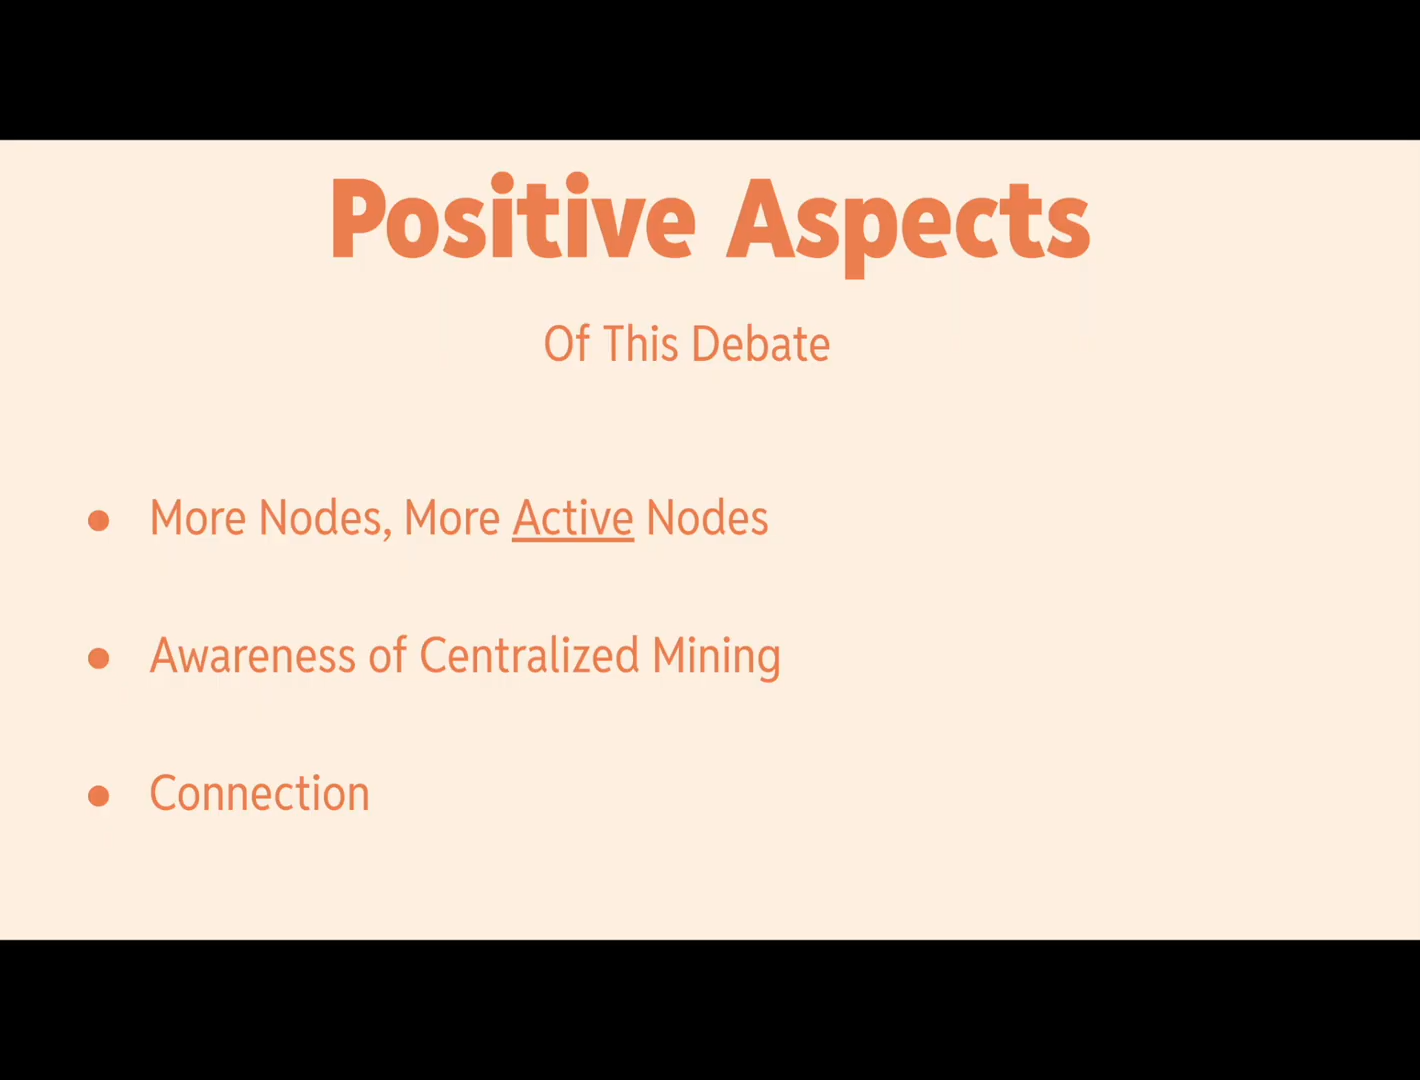 Positive Aspects
Of This Debate
● More Nodes, More Active Nodes
● Awareness of Centralized Mining
● Connection